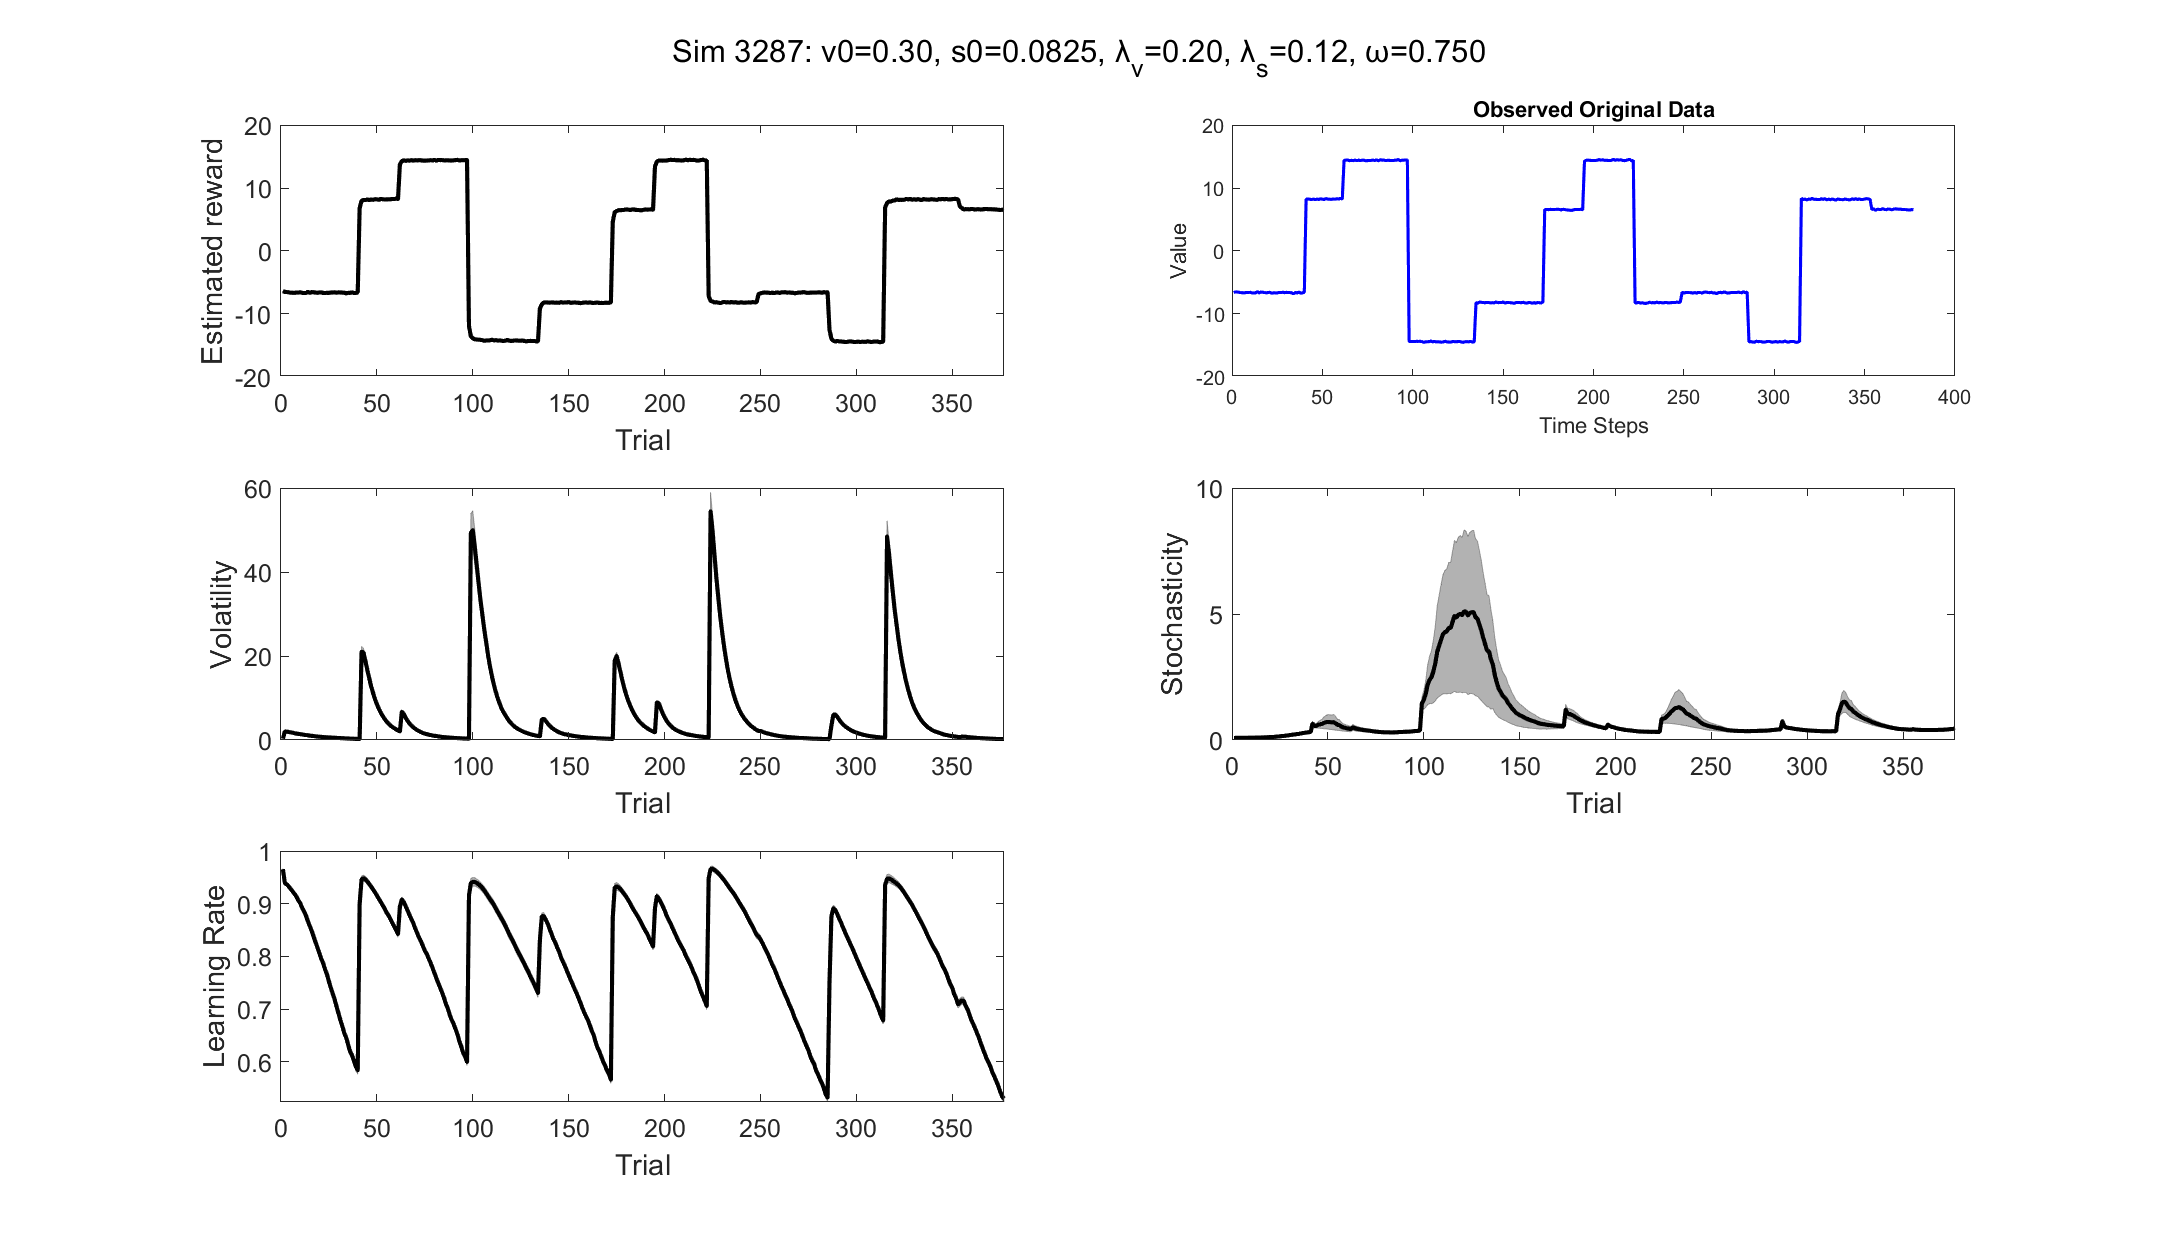 Sim 3287: v0=0.30, s0=0.0825, λ_v=0.20, λ_s=0.12, ω=0.750
Estimated reward
20
10
0
-10
-20
0 50 100 150 200 250 300 350
Trial
Observed Original Data
Value
20
10
0
-10
-20
0 50 100 150 200 250 300 350 400
Time Steps
Volatility
60
40
20
0
0 50 100 150 200 250 300 350
Trial
Stochasticity
10
5
0
0 50 100 150 200 250 300 350
Trial
Learning Rate
1
0.9
0.8
0.7
0.6
0 50 100 150 200 250 300 350
Trial